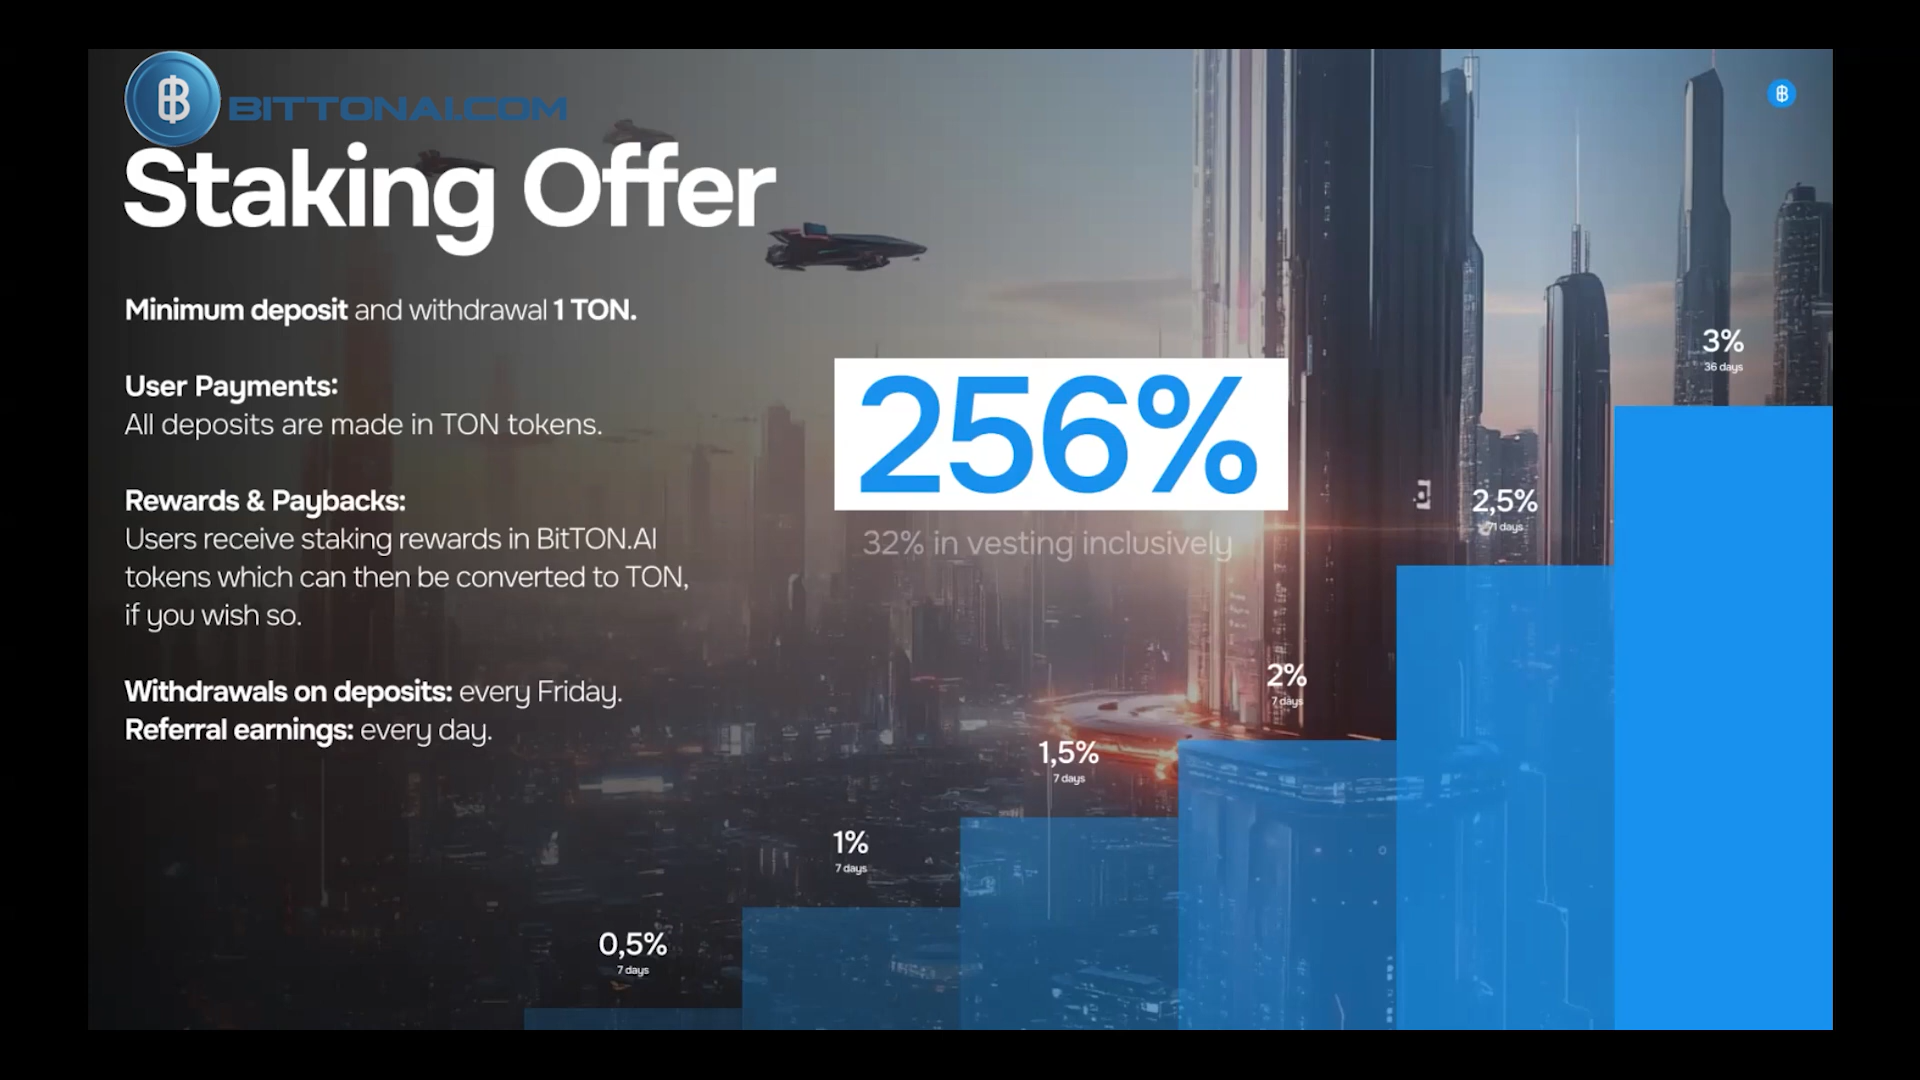 BITTONAI.COM
Staking Offer
Minimum deposit and withdrawal 1 TON.
User Payments:
All deposits are made in TON tokens.
Rewards & Paybacks:
Users receive staking rewards in BitTON.AI
tokens which can then be converted to TON,
if you wish so.
Withdrawals on deposits: every Friday.
Referral earnings: every day.
256%
32% in vesting inclusively
0,5%
7 days
1%
7 days
1,5%
7 days
2%
7 days
2,5%
71 days
3%
36 days